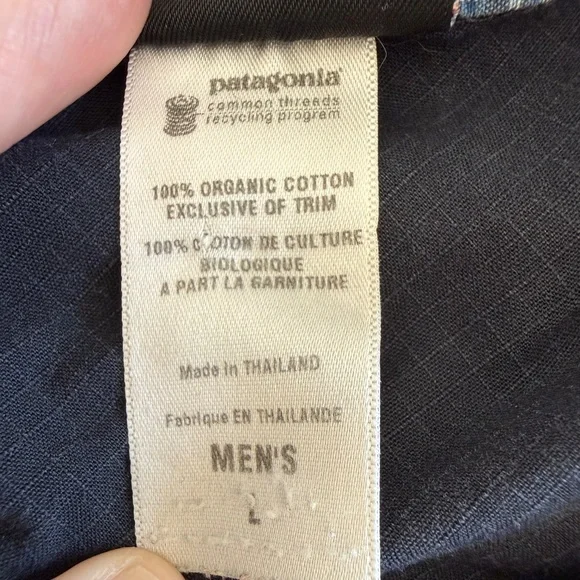 patagonia
common threads
recycling program
100% ORGANIC COTTON
EXCLUSIVE OF TRIM
100% COTON DE CULTURE
BIOLOGIQUE
A PART LA GARNITURE
Made in THAILAND
Fabrique EN THAILANDE
MEN'S
L